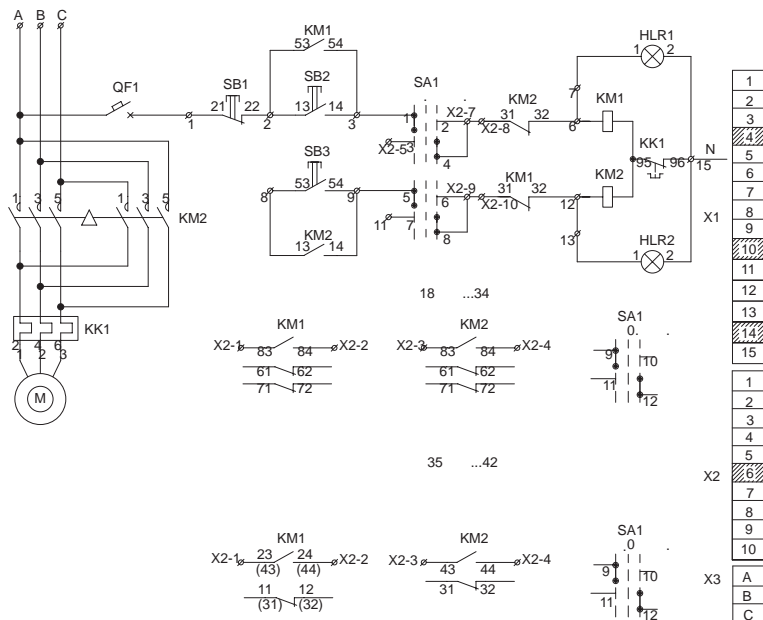 A B C
QF1
SB1
21 22
1
2
KM1
53 54
SB2
13 14
3
SA1
1
2
X2-5
3
4
X2-7
X2-8
KM2
31 32
6
7
HLR1
1 2
KM1
KK1
95 96
N
15
SB3
53 54
8
9
KM2
13 14
5
6
11
7
8
X2-9
X2-10
KM1
31 32
12
13
KM2
HLR2
1 2
1 3 5
1 3 5
KM2
KK1
2 4 6
1 2 3
M
18 ...34
KM1
X2-1 83 84 X2-2
61 62
71 72
KM2
X2-3 83 84 X2-4
61 62
71 72
SA1
0.
9
10
11
12
35 ...42
KM1
X2-1 23 24 X2-2
(43) (44)
11 12
(31) (32)
KM2
X2-3 43 44 X2-4
31 32
SA1
.0
9
10
11
12
X1
1
2
3
4
5
6
7
8
9
10
11
12
13
14
15
X2
1
2
3
4
5
6
7
8
9
10
X3
A
B
C